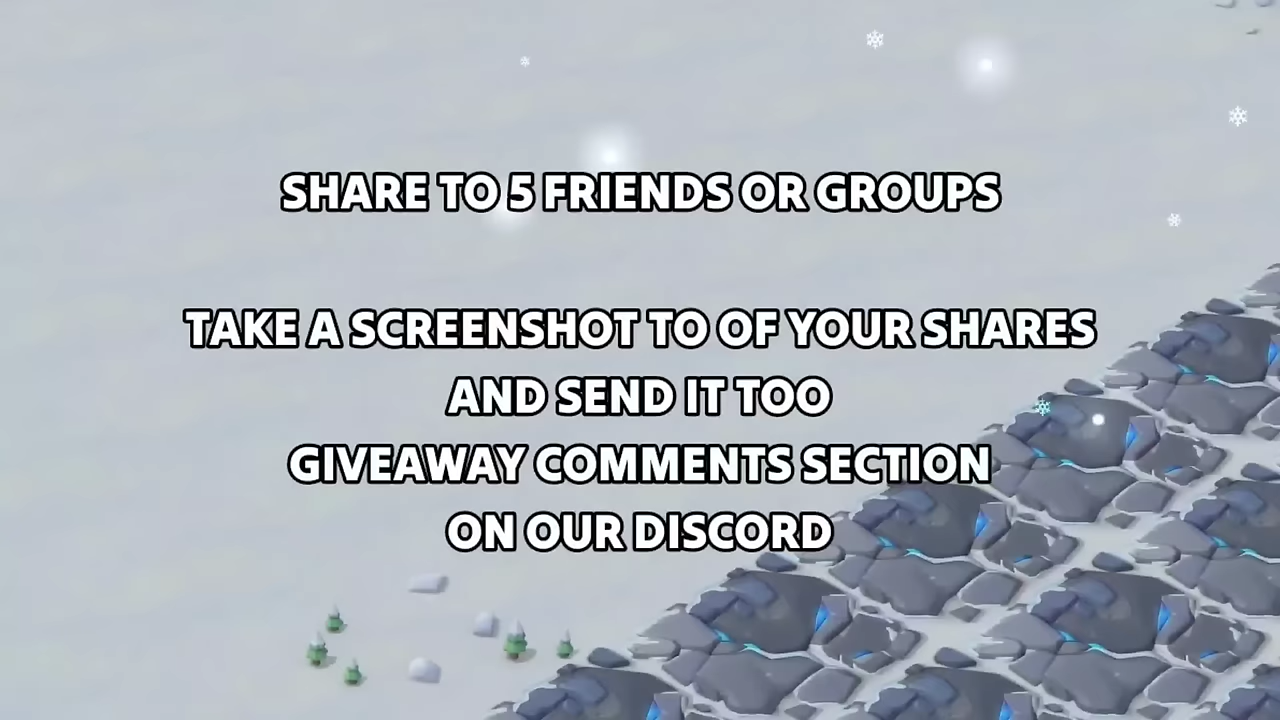 SHARE TO 5 FRIENDS OR GROUPS
TAKE A SCREENSHOT TO OF YOUR SHARES
AND SEND IT TOO
GIVEAWAY COMMENTS SECTION
ON OUR DISCORD